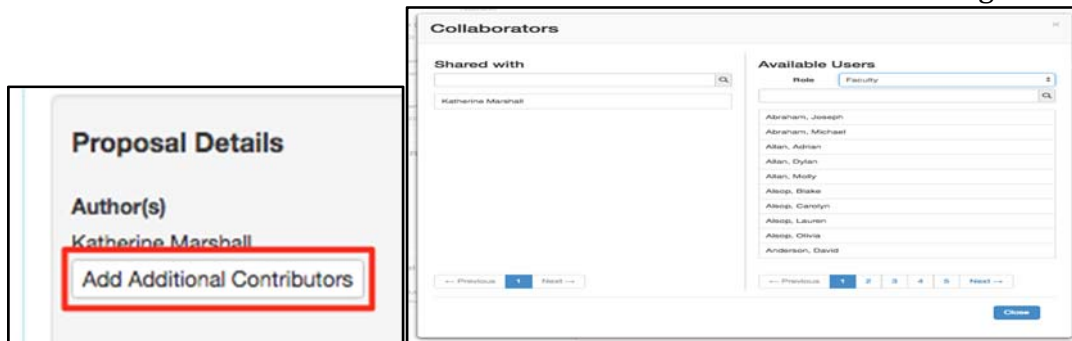 Proposal Details
Author(s)
Katherine Marshall
Add Additional Contributors
Collaborators
×
Shared with
Katherine Marshall
← Previous 1 Next →
Available Users
Role Faculty
Abraham, Joseph
Abraham, Michael
Allan, Adrian
Allan, Dylan
Allan, Molly
Alsop, Blake
Alsop, Carolyn
Alsop, Lauren
Alsop, Olivia
Anderson, David
← Previous 1 2 3 4 5 Next →
Close